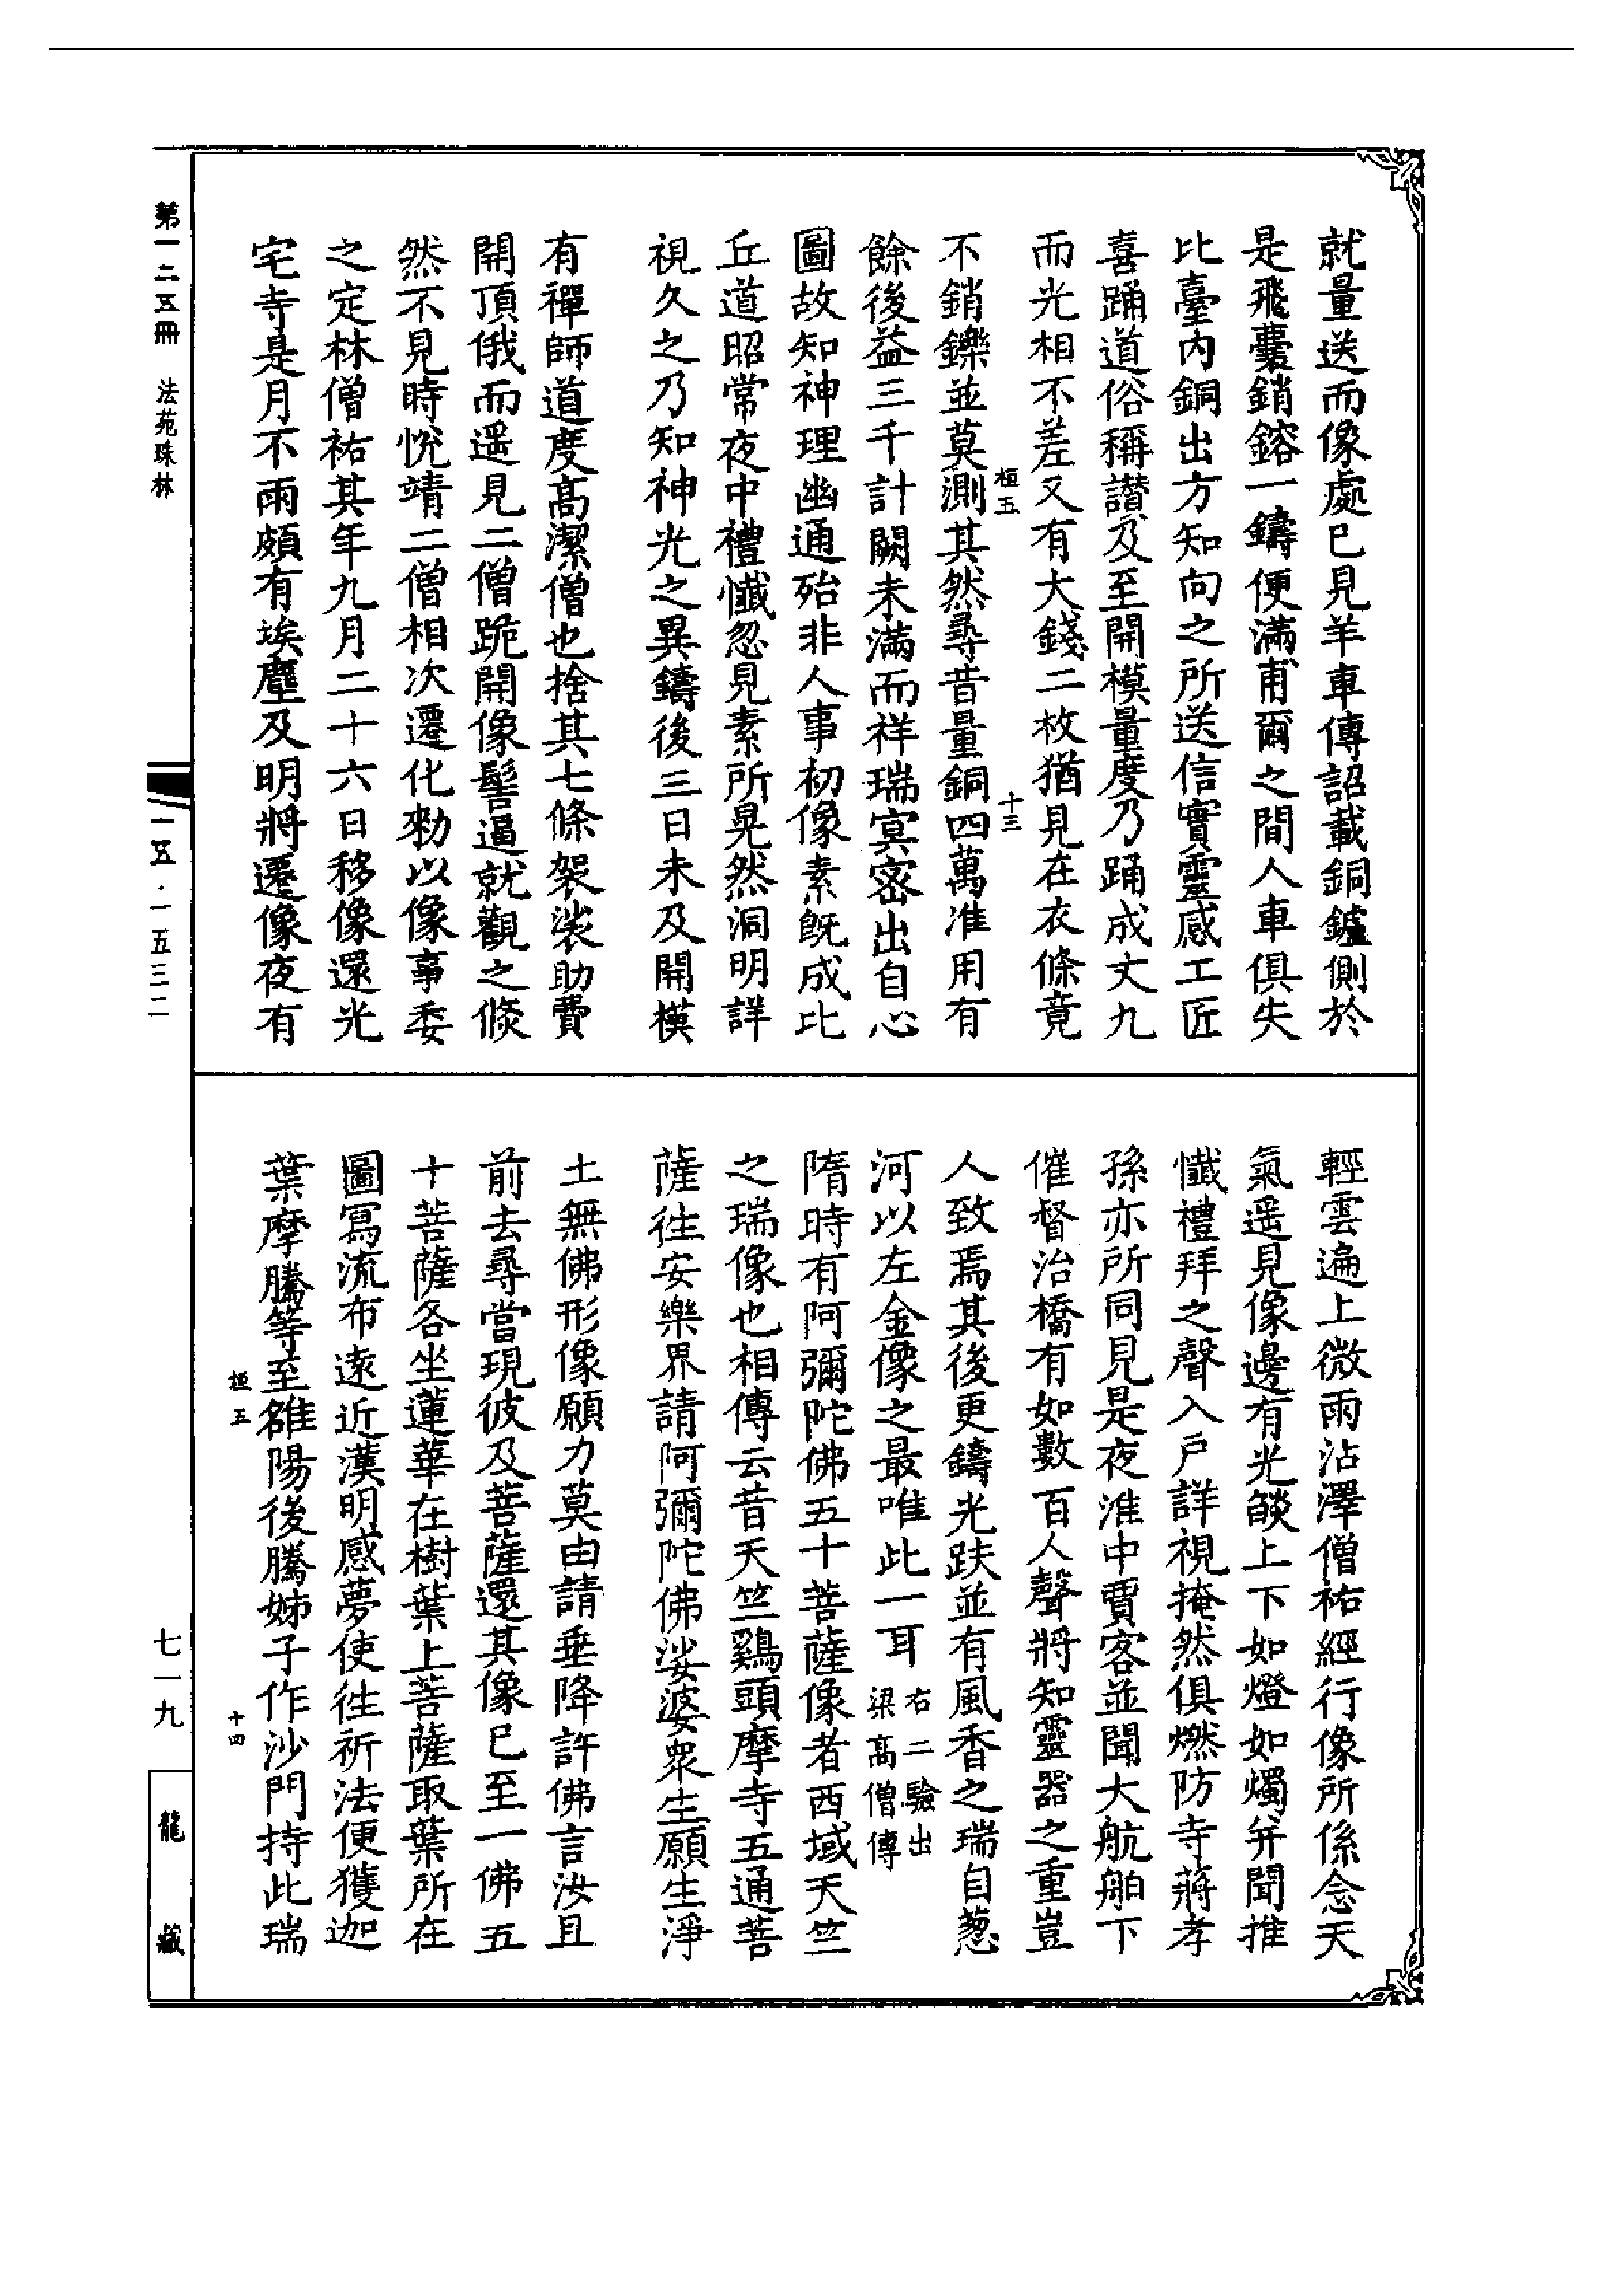 就量送而像處已見羊車傳詔載銅鑪側於
是飛櫜銷鎔一鑄便滿甫爾之間人車俱失
比臺內銅出方知向之所送信實靈感工匠
喜踊道俗稱讚及至開模量度乃踊成丈九
而光相不差又有大錢二枚猶見在衣條竟
桓五
十三
不銷鑠並莫測其然尋昔量銅四萬准用有
餘後益三千計闕未滿而祥瑞冥密出自心
圖故知神理幽通殆非人事初像素旣成比
丘道昭常夜中禮懺忽見素所晃然洞明詳
視久之乃知神光之異鑄後三日未及開模
有禪師道度高潔僧也捨其七條袈裟助費
開頂俄而遥見二僧跪開像髻逼就觀之倐
然不見時悅靖二僧相次遷化勑以像事委
之定林僧祐其年九月二十六日移像還光
宅寺是月不雨頗有埃塵及明將遷像夜有
輕雲遍上微雨沾澤僧祐經行像所係念天
氣遥見像邊有光燄上下如燈如燭并聞推
懺禮拜之聲入戶詳視掩然俱燃防寺蔣孝
孫亦所同見是夜淮中賈客並聞大航舶下
催督治橋有如數百人聲將知靈器之重豈
人致焉其後更鑄光趺並有風香之瑞自葱
河以左金像之最唯此一耳右二驗出梁高僧傳
隋時有阿彌陀佛五十菩薩像者西域天竺
之瑞像也相傳云昔天竺鷄頭摩寺五通菩
薩往安樂界請阿彌陀佛娑婆衆生願生淨
土無佛形像願力莫由請垂降許佛言汝且
前去尋當現彼及菩薩還其像已至一佛五
十菩薩各坐蓮華在樹葉上菩薩取葉所在
圖寫流布遠近漢明感夢使往祈法便獲迦
葉摩騰等至雒陽後騰姊子作沙門持此瑞
桓五
十四
第一二五冊 法苑珠林
一五·一五三二
七一九
龍藏